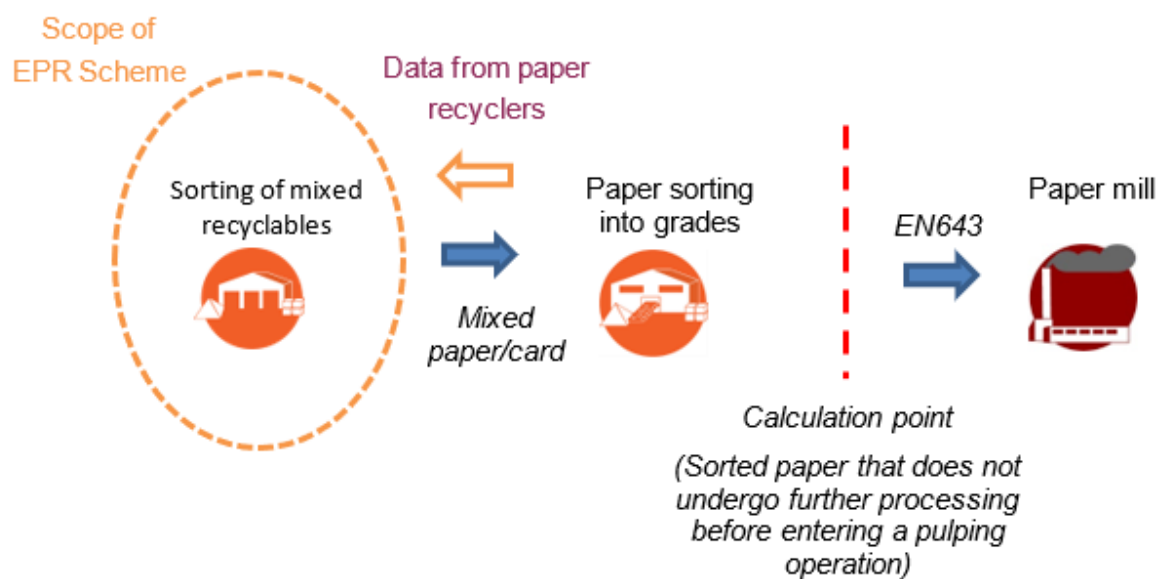 Scope of
EPR Scheme
Data from paper
recyclers
Sorting of mixed
recyclables
Mixed
paper/card
Paper sorting
into grades
EN643
Paper mill
Calculation point
(Sorted paper that does not
undergo further processing
before entering a pulping
operation)